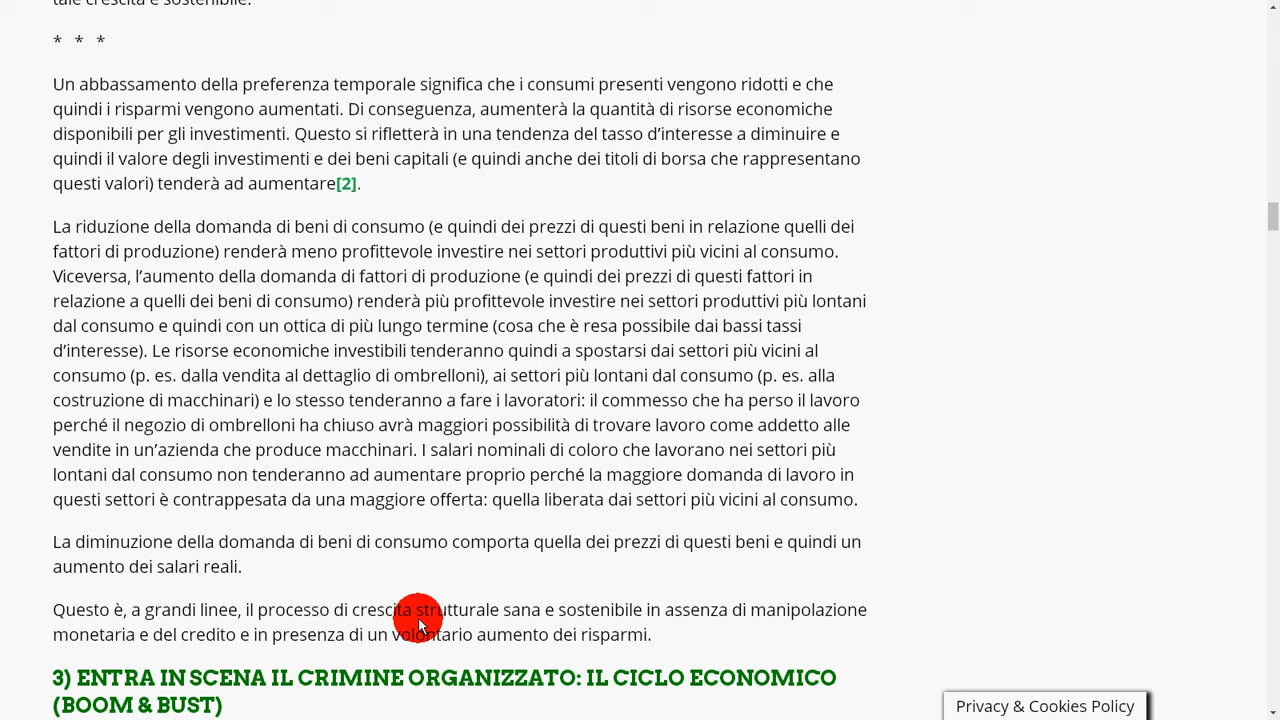 tale crescita è sostenibile.
* * *
Un abbassamento della preferenza temporale significa che i consumi presenti vengono ridotti e che
quindi i risparmi vengono aumentati. Di conseguenza, aumenterà la quantità di risorse economiche
disponibili per gli investimenti. Questo si rifletterà in una tendenza del tasso d’interesse a diminuire e
quindi il valore degli investimenti e dei beni capitali (e quindi anche dei titoli di borsa che rappresentano
questi valori) tenderà ad aumentare[2].
La riduzione della domanda di beni di consumo (e quindi dei prezzi di questi beni in relazione quelli dei
fattori di produzione) renderà meno profittevole investire nei settori produttivi più vicini al consumo.
Viceversa, l’aumento della domanda di fattori di produzione (e quindi dei prezzi di questi fattori in
relazione a quelli dei beni di consumo) renderà più profittevole investire nei settori produttivi più lontani
dal consumo e quindi con un ottica di più lungo termine (cosa che è resa possibile dai bassi tassi
d’interesse). Le risorse economiche investibili tenderanno quindi a spostarsi dai settori più vicini al
consumo (p. es. dalla vendita al dettaglio di ombrelloni), ai settori più lontani dal consumo (p. es. alla
costruzione di macchinari) e lo stesso tenderanno a fare i lavoratori: il commesso che ha perso il lavoro
perché il negozio di ombrelloni ha chiuso avrà maggiori possibilità di trovare lavoro come addetto alle
vendite in un’azienda che produce macchinari. I salari nominali di coloro che lavorano nei settori più
lontani dal consumo non tenderanno ad aumentare proprio perché la maggiore domanda di lavoro in
questi settori è contrappesata da una maggiore offerta: quella liberata dai settori più vicini al consumo.
La diminuzione della domanda di beni di consumo comporta quella dei prezzi di questi beni e quindi un
aumento dei salari reali.
Questo è, a grandi linee, il processo di crescita strutturale sana e sostenibile in assenza di manipolazione
monetaria e del credito e in presenza di un volontario aumento dei risparmi.
3) ENTRA IN SCENA IL CRIMINE ORGANIZZATO: IL CICLO ECONOMICO
(BOOM & BUST)
Privacy & Cookies Policy